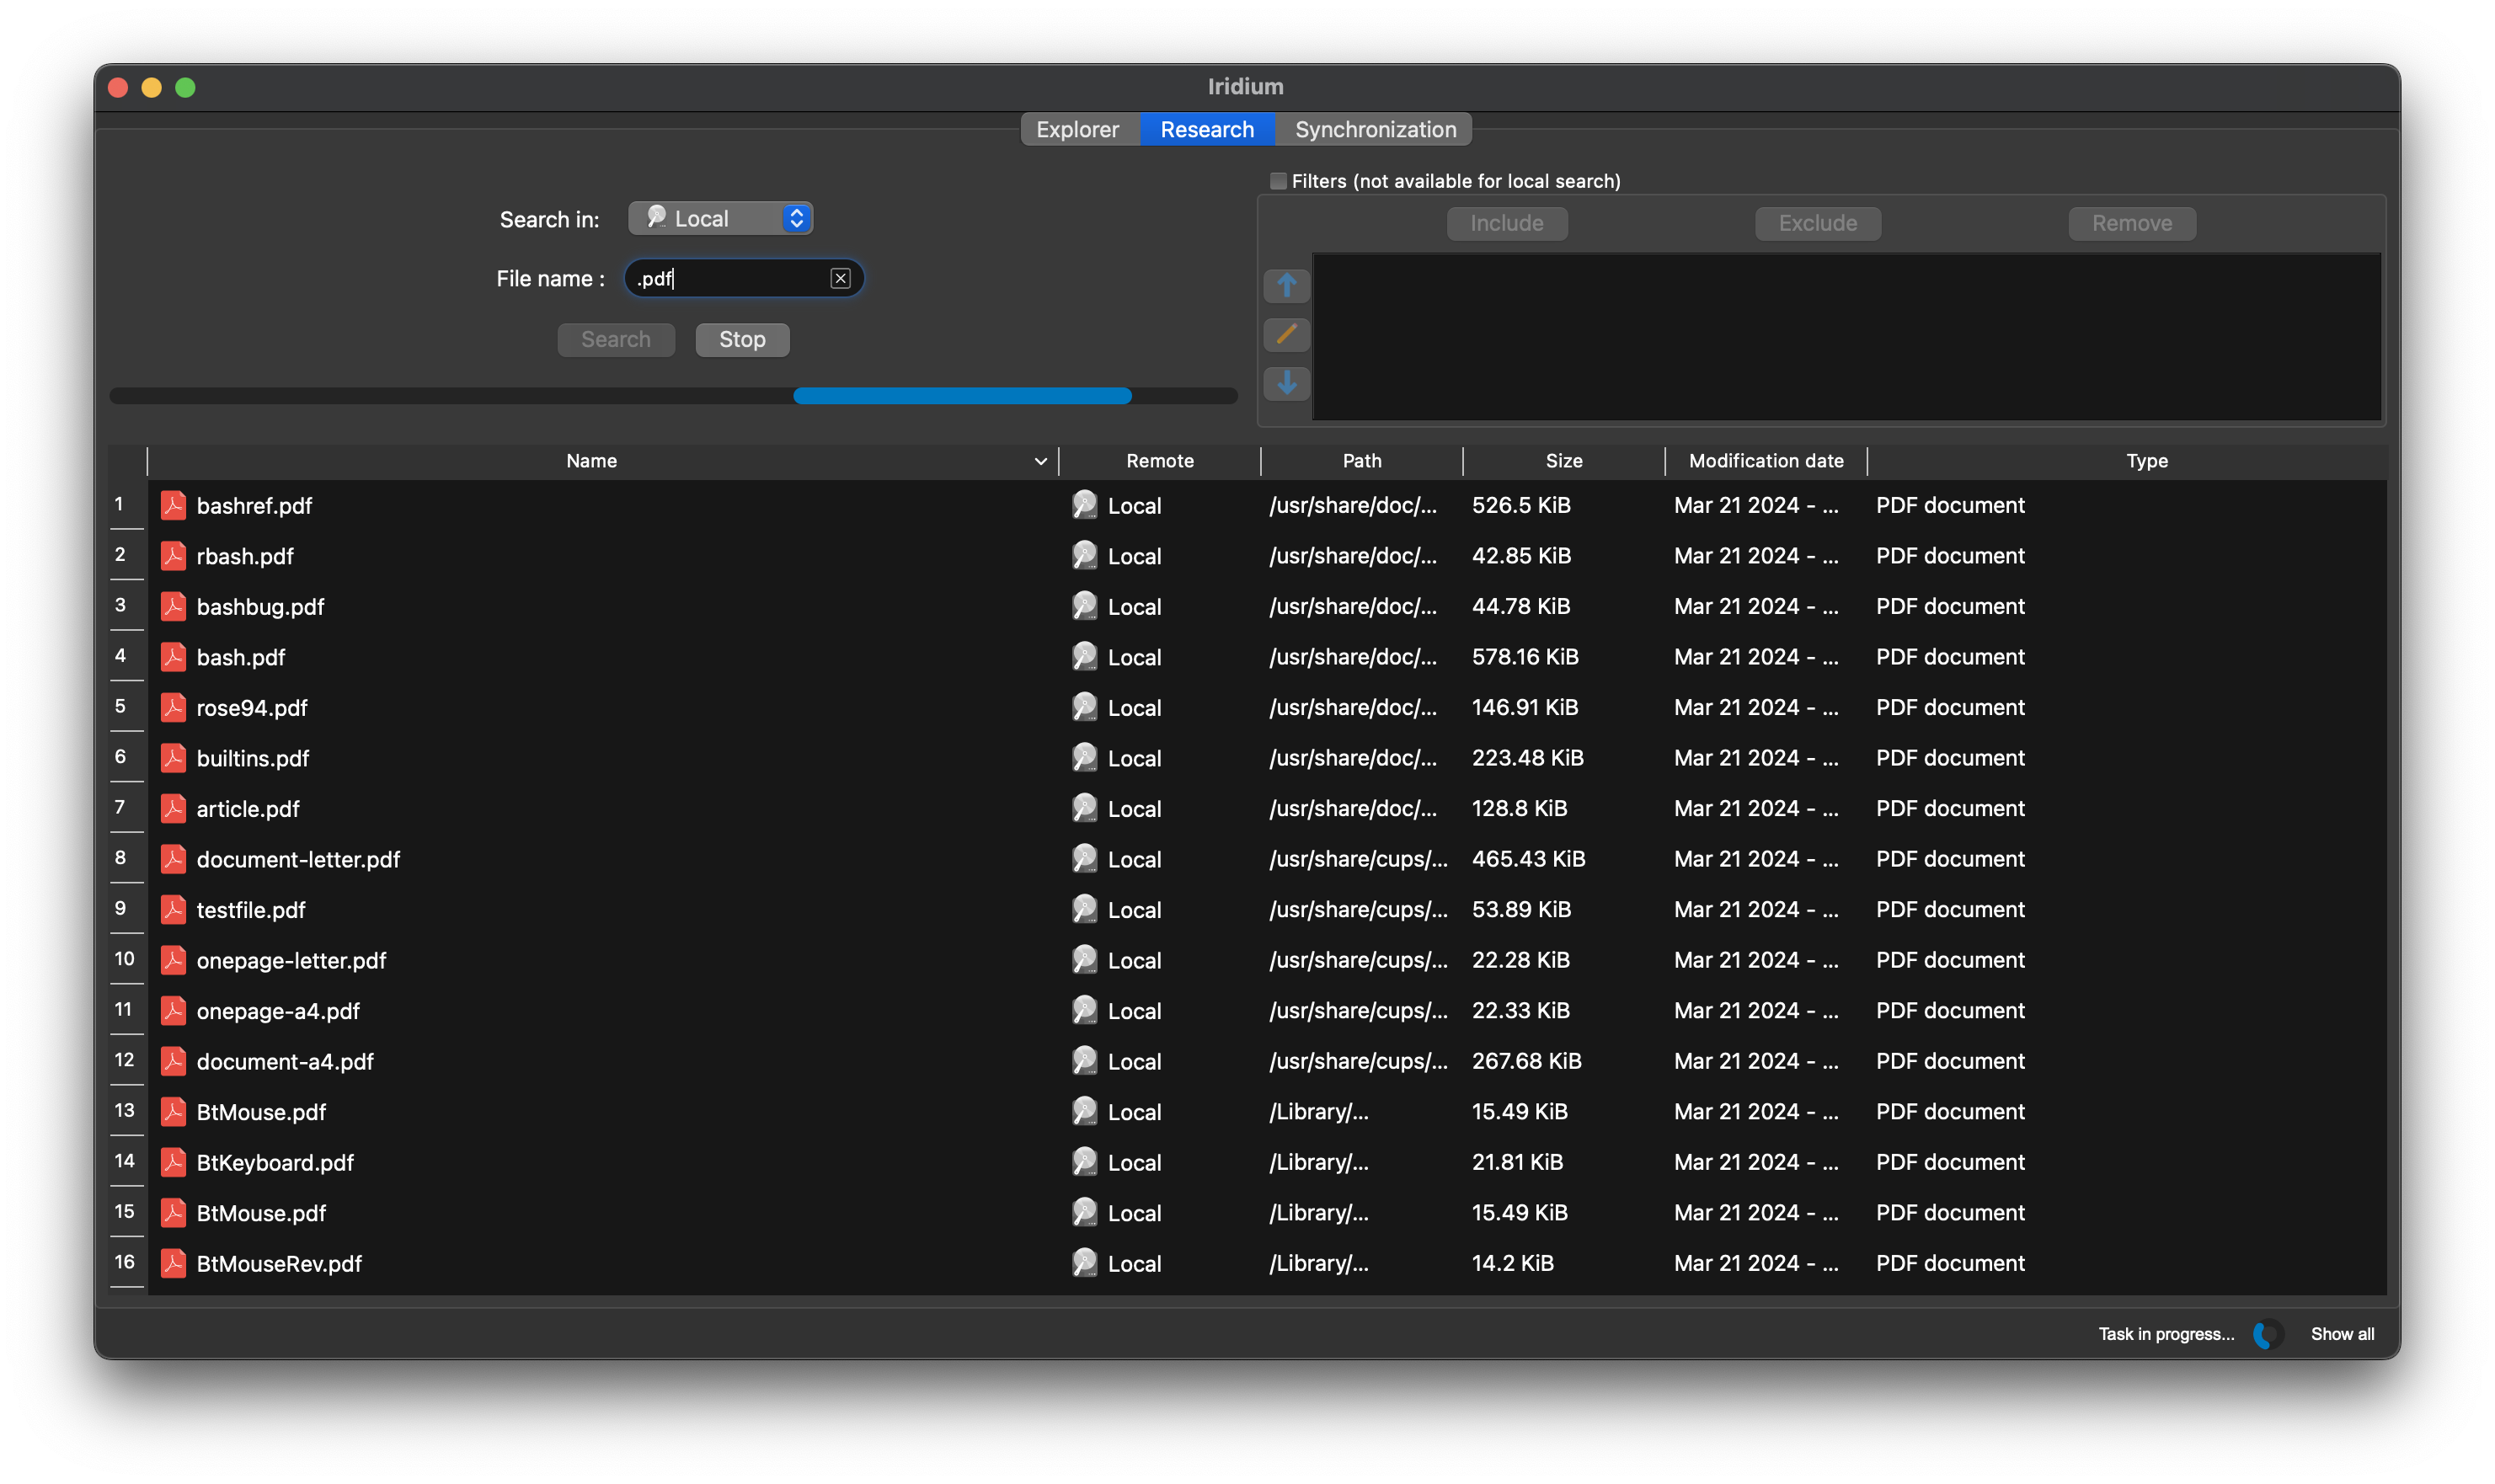 Iridium
Explorer Research Synchronization
Filters (not available for local search)
Search in: Local
Include Exclude Remove
File name : .pdf
Search Stop
Name Remote Path Size Modification date Type
1 bashref.pdf Local /usr/share/doc/... 526.5 KiB Mar 21 2024 - ... PDF document
2 rbash.pdf Local /usr/share/doc/... 42.85 KiB Mar 21 2024 - ... PDF document
3 bashbug.pdf Local /usr/share/doc/... 44.78 KiB Mar 21 2024 - ... PDF document
4 bash.pdf Local /usr/share/doc/... 578.16 KiB Mar 21 2024 - ... PDF document
5 rose94.pdf Local /usr/share/doc/... 146.91 KiB Mar 21 2024 - ... PDF document
6 builtins.pdf Local /usr/share/doc/... 223.48 KiB Mar 21 2024 - ... PDF document
7 article.pdf Local /usr/share/doc/... 128.8 KiB Mar 21 2024 - ... PDF document
8 document-letter.pdf Local /usr/share/cups/... 465.43 KiB Mar 21 2024 - ... PDF document
9 testfile.pdf Local /usr/share/cups/... 53.89 KiB Mar 21 2024 - ... PDF document
10 onepage-letter.pdf Local /usr/share/cups/... 22.28 KiB Mar 21 2024 - ... PDF document
11 onepage-a4.pdf Local /usr/share/cups/... 22.33 KiB Mar 21 2024 - ... PDF document
12 document-a4.pdf Local /usr/share/cups/... 267.68 KiB Mar 21 2024 - ... PDF document
13 BtMouse.pdf Local /Library/... 15.49 KiB Mar 21 2024 - ... PDF document
14 BtKeyboard.pdf Local /Library/... 21.81 KiB Mar 21 2024 - ... PDF document
15 BtMouse.pdf Local /Library/... 15.49 KiB Mar 21 2024 - ... PDF document
16 BtMouseRev.pdf Local /Library/... 14.2 KiB Mar 21 2024 - ... PDF document
Task in progress... Show all